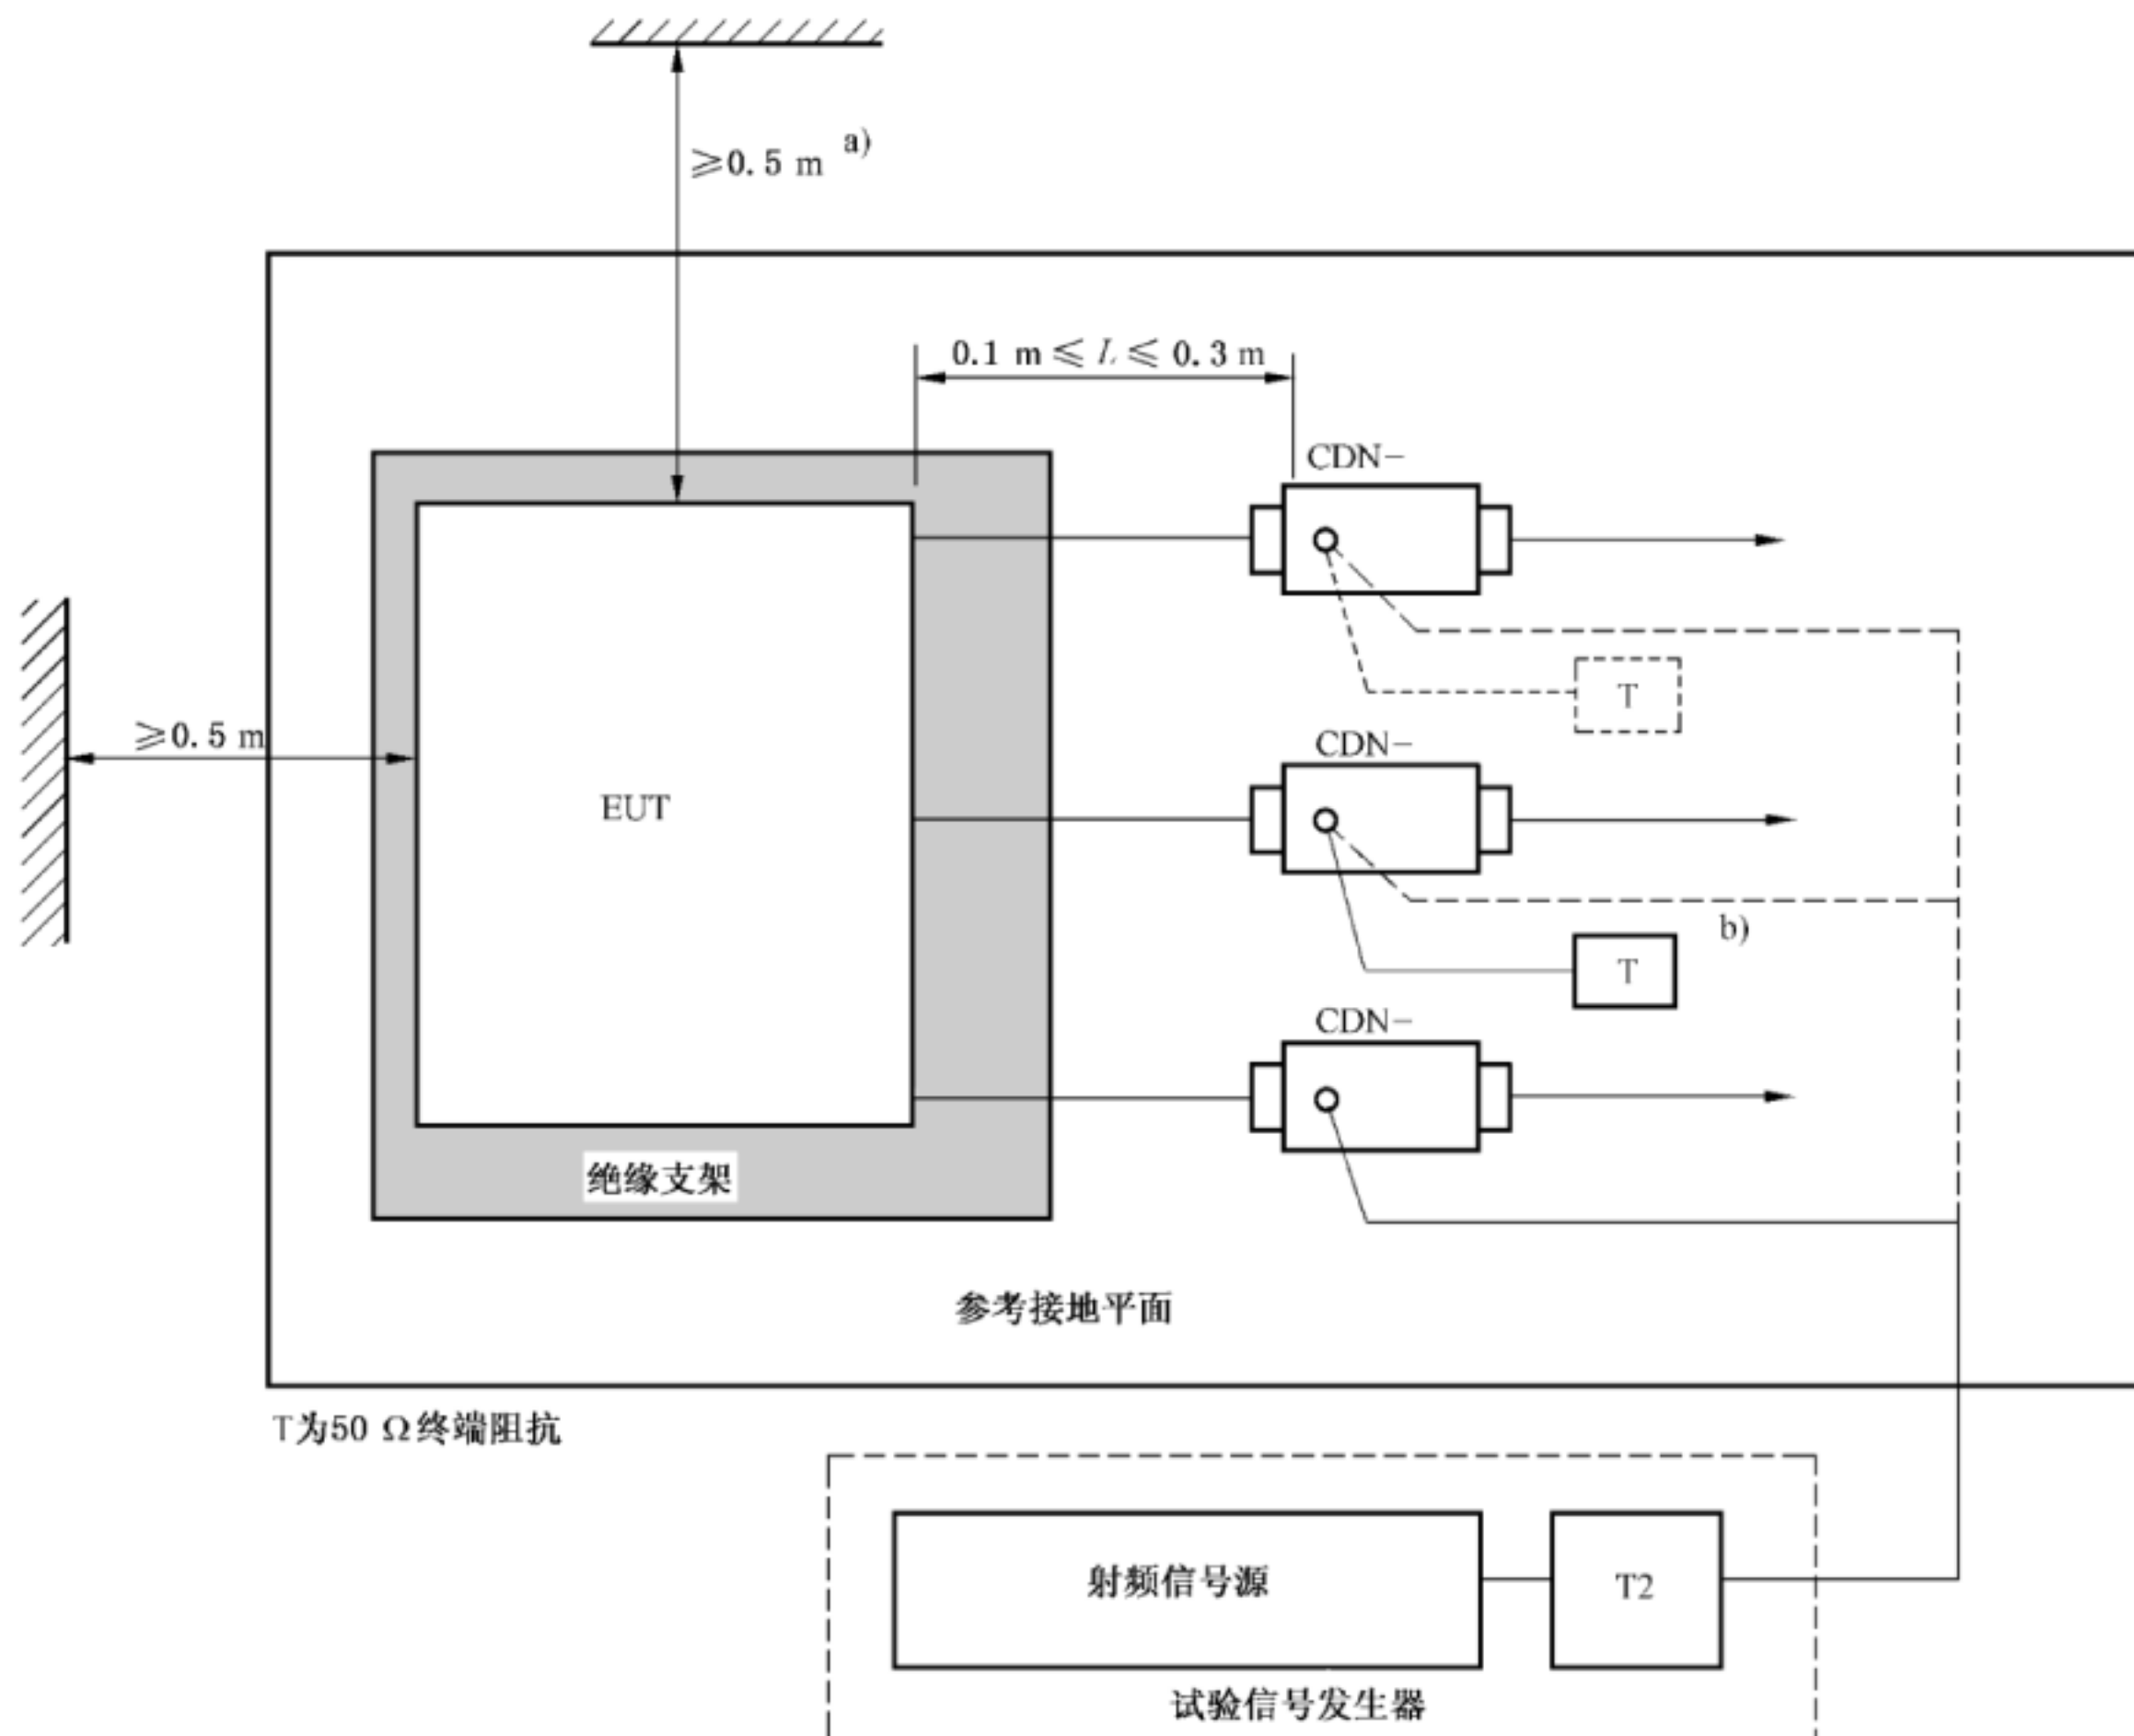 ≥0.5 m a)
0.1 m ≤ L ≤ 0.3 m
CDN-
T
≥0.5 m
CDN-
EUT
b)
T
CDN-
绝缘支架
参考接地平面
T为50 Ω终端阻抗
射频信号源
T2
试验信号发生器